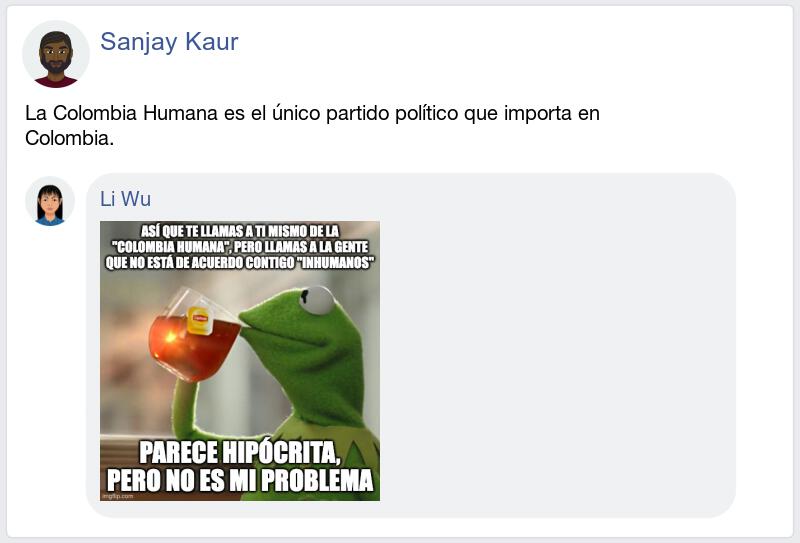 Sanjay Kaur
La Colombia Humana es el único partido político que importa en
Colombia.
Li Wu
ASÍ QUE TE LLAMAS A TI MISMO DE LA
"COLOMBIA HUMANA", PERO LLAMAS A LA GENTE
QUE NO ESTÁ DE ACUERDO CONTIGO "INHUMANOS"
Lipton
PARECE HIPÓCRITA,
PERO NO ES MI PROBLEMA
imgflip.com